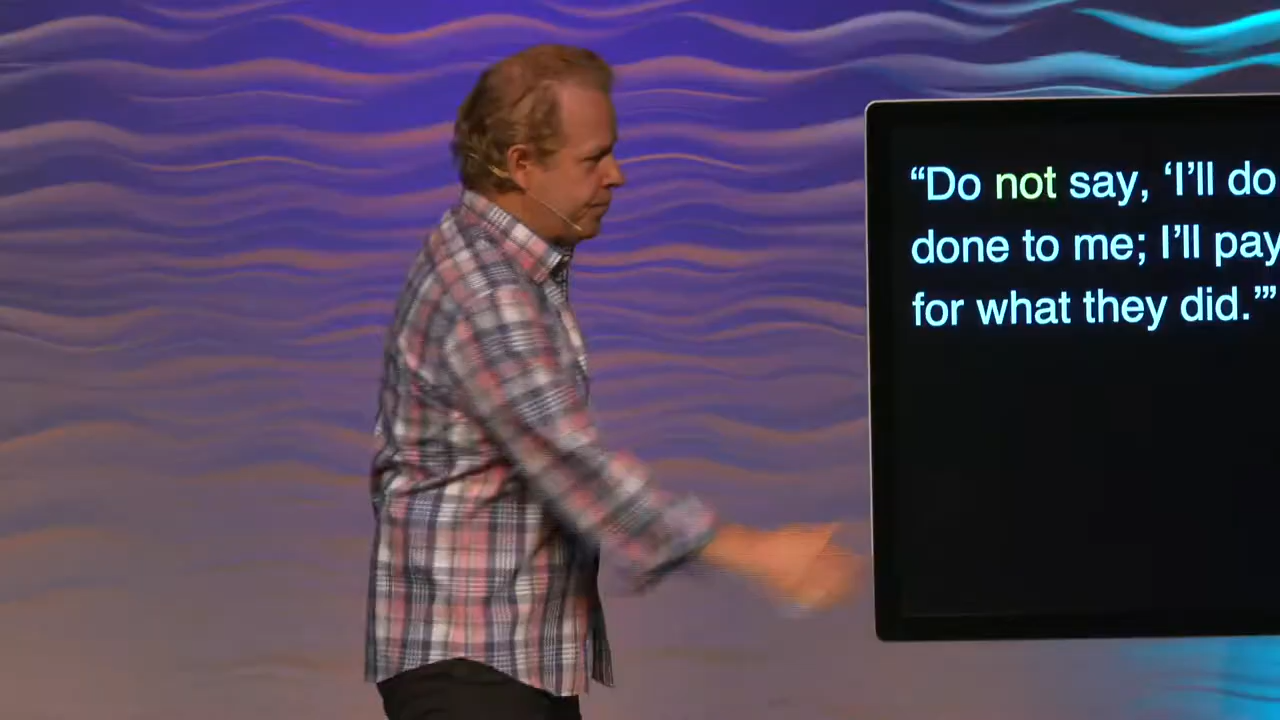 “Do not say, ‘I’ll do
done to me; I’ll pay
for what they did.’”